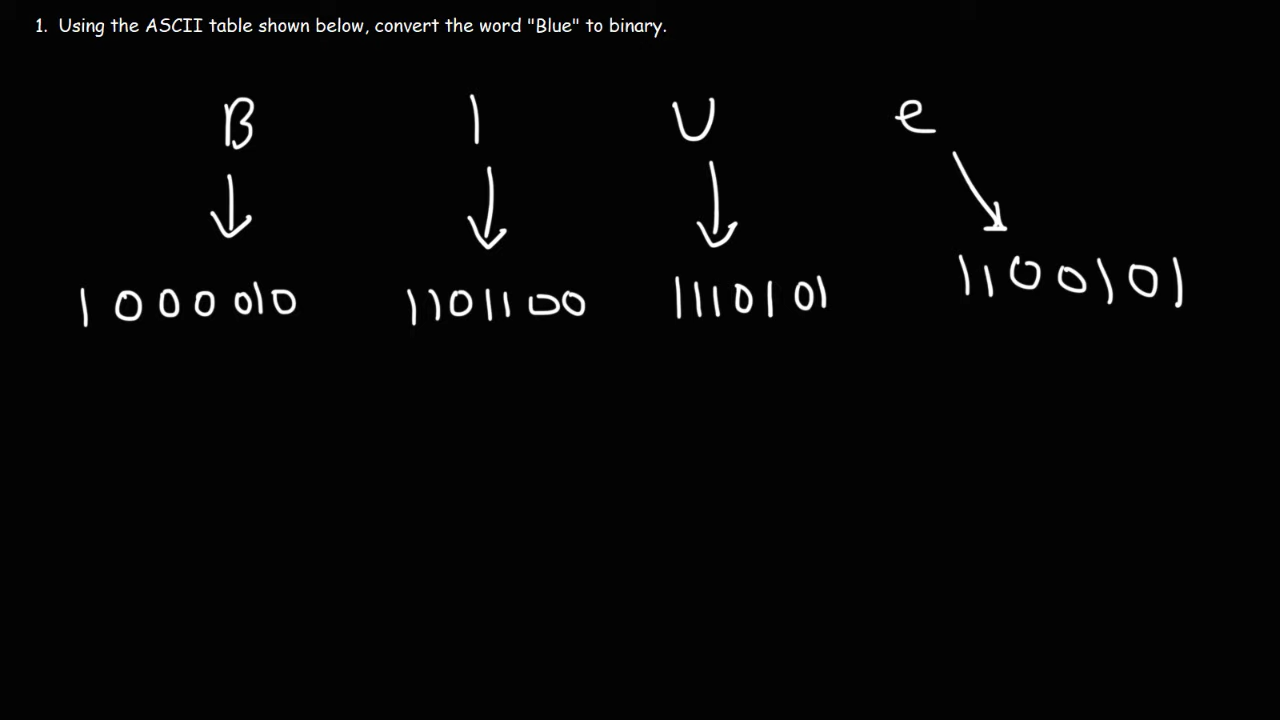 1. Using the ASCII table shown below, convert the word "Blue" to binary.
B l u e
1000010 1101100 1110101 1100101